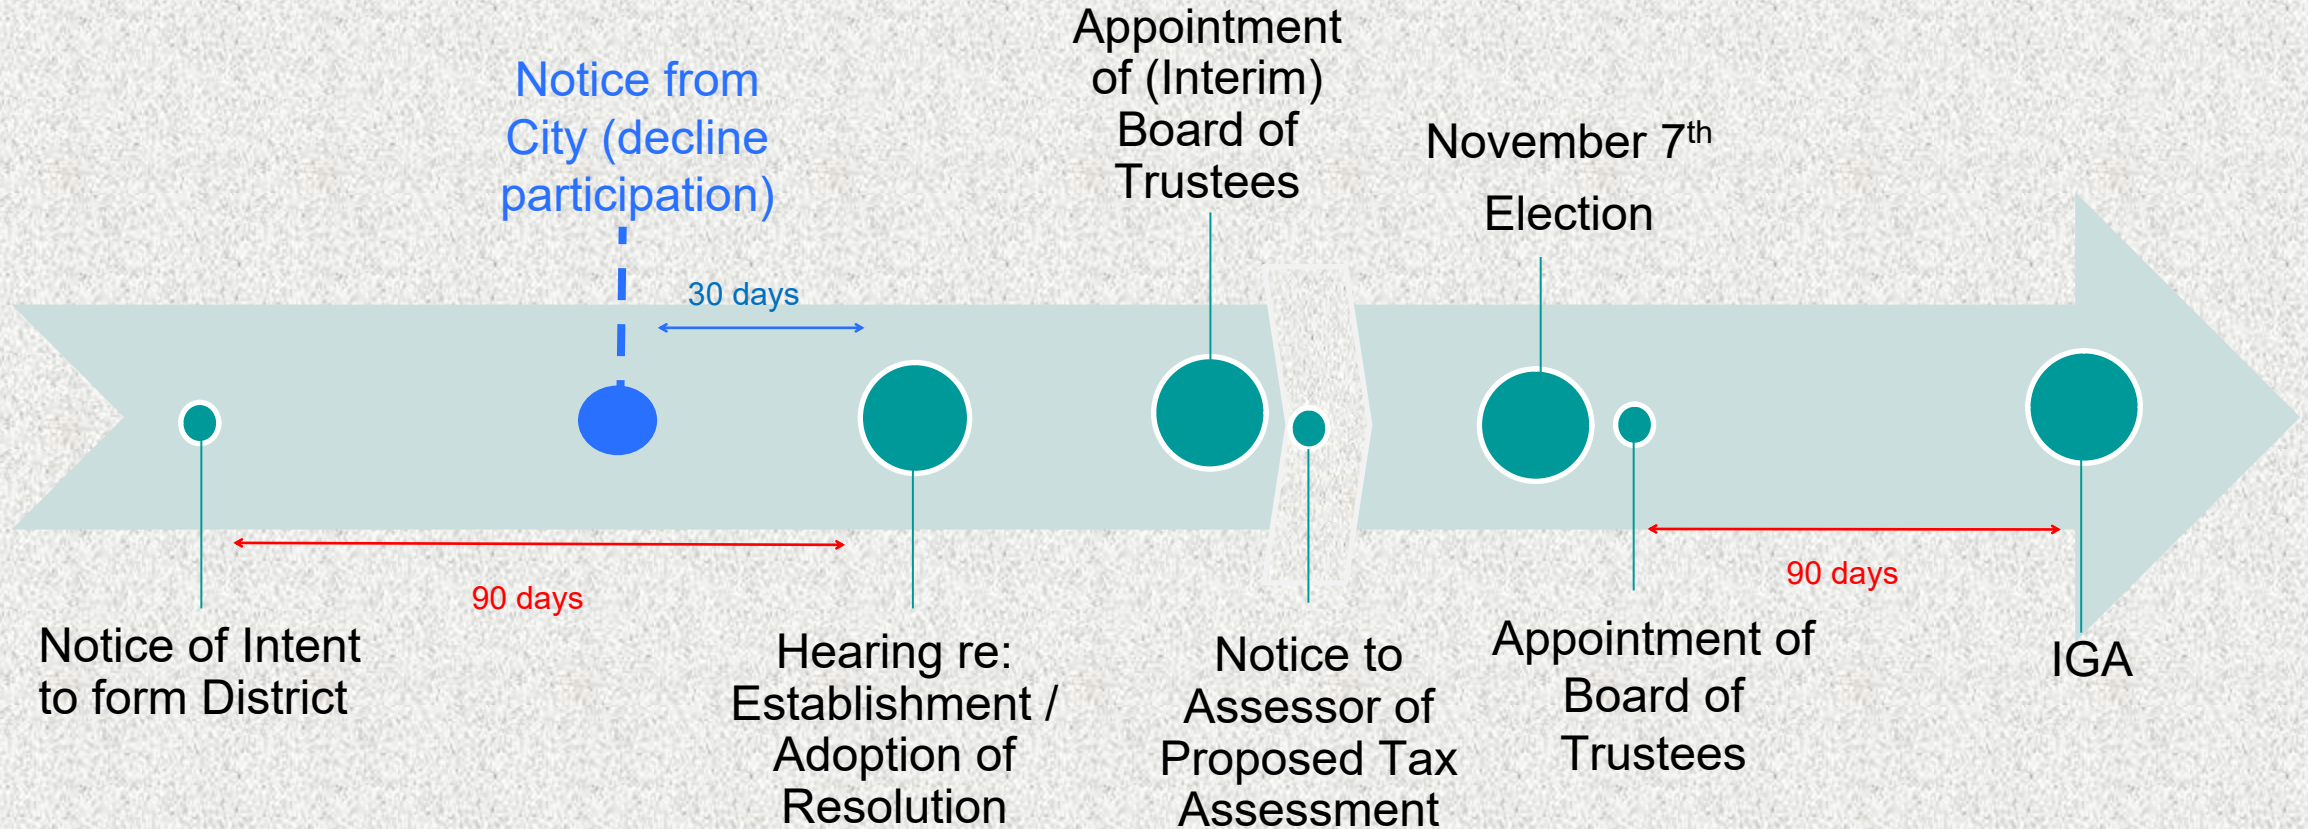 Notice from
City (decline
participation)
Appointment
of (Interim)
Board of
Trustees
November 7th
Election
30 days
90 days
90 days
Notice of Intent
to form District
Hearing re:
Establishment /
Adoption of
Resolution
Notice to
Assessor of
Proposed Tax
Assessment
Appointment of
Board of
Trustees
IGA